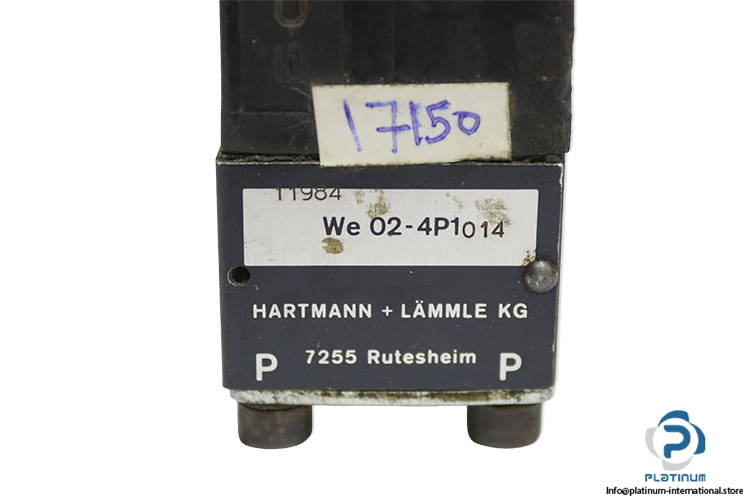 17150
11984
We 02-4P1014
HARTMANN + LÄMMLE KG
P 7255 Rutesheim P
PLATINUM
Info@platinum-international.store